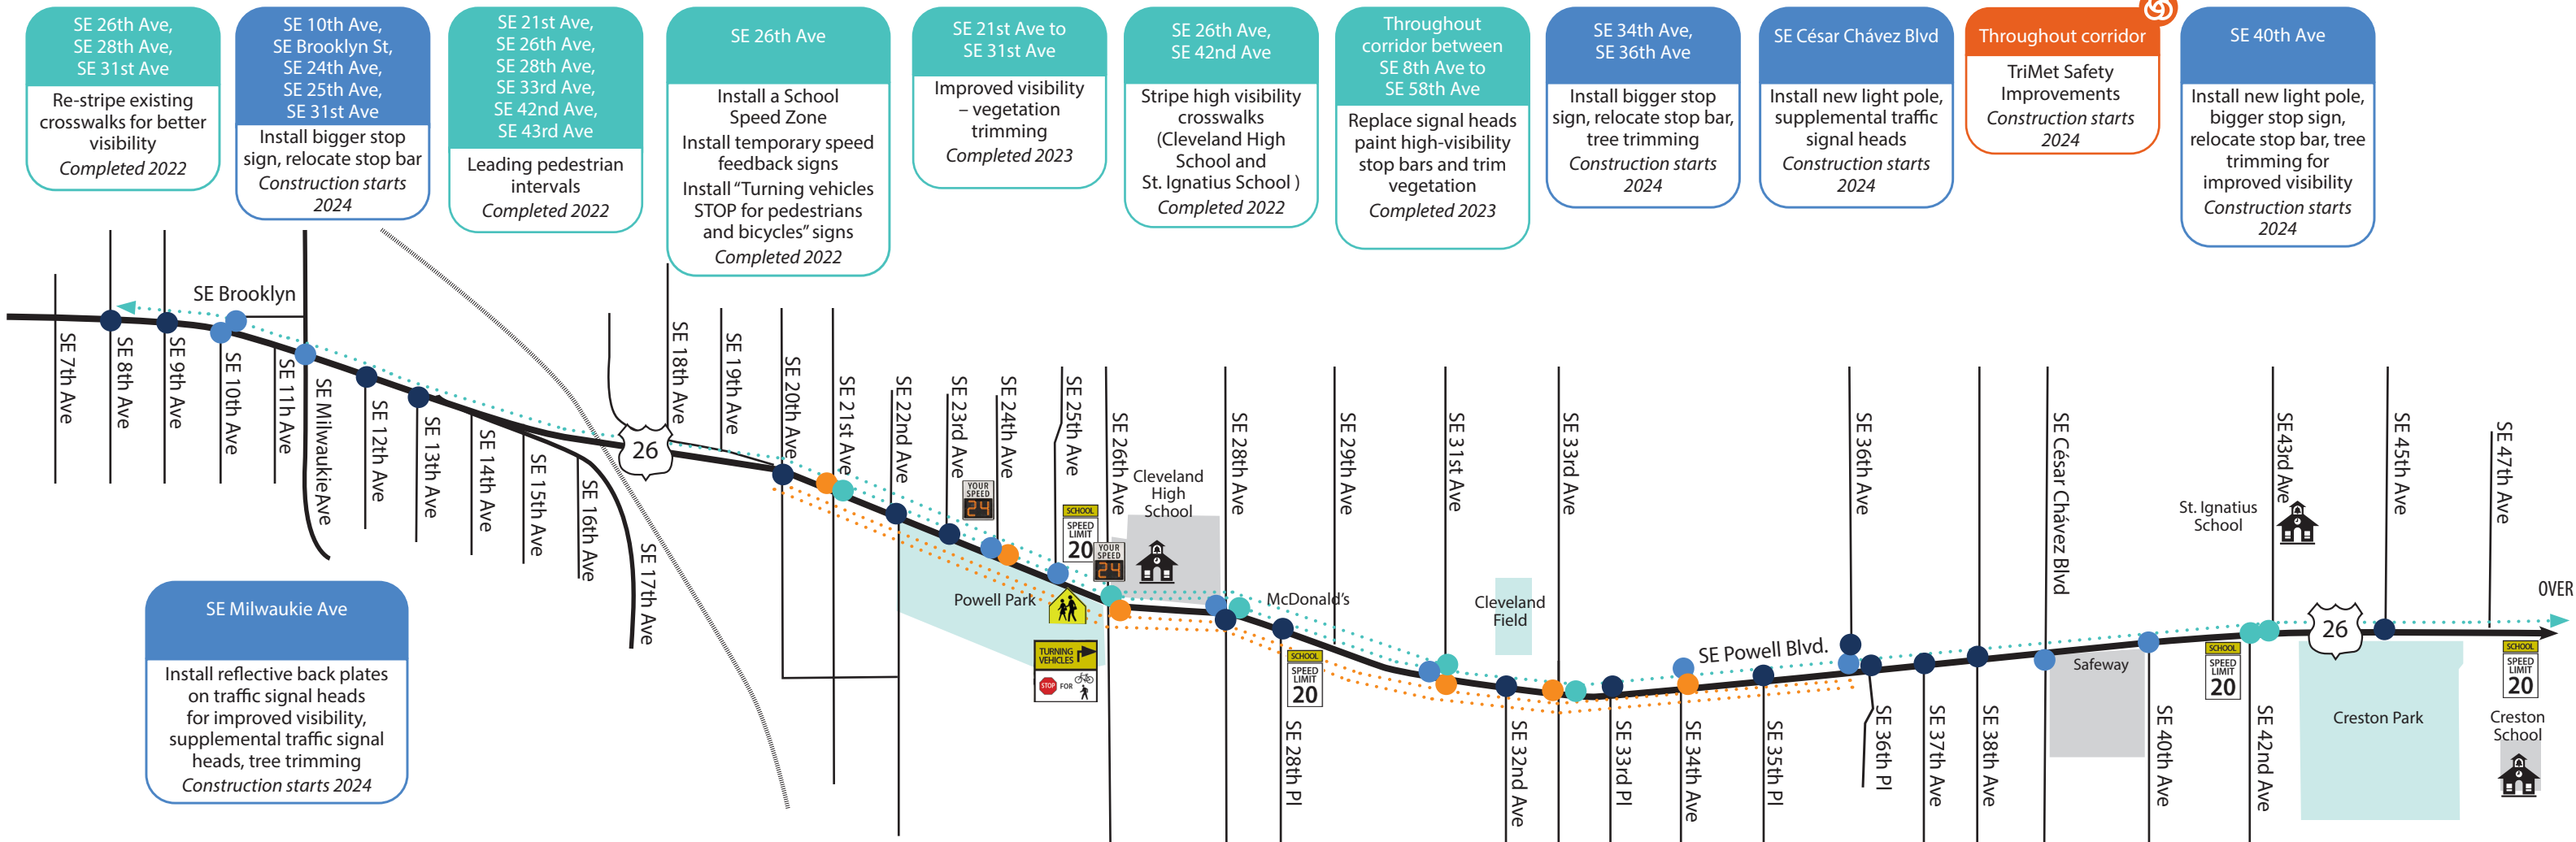 SE 26th Ave,
SE 28th Ave,
SE 31st Ave
Re-stripe existing
crosswalks for better
visibility
Completed 2022
SE 10th Ave,
SE Brooklyn St,
SE 24th Ave,
SE 25th Ave,
SE 31st Ave
Install bigger stop
sign, relocate stop bar
Construction starts
2024
SE 21st Ave,
SE 26th Ave,
SE 28th Ave,
SE 33rd Ave,
SE 42nd Ave,
SE 43rd Ave
Leading pedestrian
intervals
Completed 2022
SE 26th Ave
Install a School
Speed Zone
Install temporary speed
feedback signs
Install “Turning vehicles
STOP for pedestrians
and bicycles” signs
Completed 2022
SE 21st Ave to
SE 31st Ave
Improved visibility
– vegetation
trimming
Completed 2023
SE 26th Ave,
SE 42nd Ave
Stripe high visibility
crosswalks
(Cleveland High
School and
St. Ignatius School )
Completed 2022
Throughout
corridor between
SE 8th Ave to
SE 58th Ave
Replace signal heads
paint high-visibility
stop bars and trim
vegetation
Completed 2023
SE 34th Ave,
SE 36th Ave
Install bigger stop
sign, relocate stop bar,
tree trimming
Construction starts
2024
SE César Chávez Blvd
Install new light pole,
supplemental traffic
signal heads
Construction starts
2024
Throughout corridor
TriMet Safety
Improvements
Construction starts
2024
SE 40th Ave
Install new light pole,
bigger stop sign,
relocate stop bar, tree
trimming for
improved visibility
Construction starts
2024
SE Brooklyn
SE 7th Ave
SE 8th Ave
SE 9th Ave
SE 10th Ave
SE 11h Ave
SE MilwaukieAve
SE 12th Ave
SE 13th Ave
SE 14th Ave
SE 15th Ave
SE 16th Ave
SE 17th Ave
26
SE 18th Ave
SE 19th Ave
SE 20th Ave
SE 21st Ave
SE 22nd Ave
SE 23rd Ave
SE 24th Ave
SE 25th Ave
SE 26th Ave
SE 28th Ave
SE 29th Ave
SE 31st Ave
SE 33rd Ave
SE 36th Ave
SE César Chávez Blvd
SE 43rd Ave
SE 45th Ave
SE 47th Ave
YOUR
SPEED
24
SCHOOL
SPEED
LIMIT
20
YOUR
SPEED
24
Cleveland
High
School
Powell Park
TURNING
VEHICLES
STOP FOR
McDonald’s
SCHOOL
SPEED
LIMIT
20
SE 28th Pl
Cleveland
Field
SE 32nd Ave
SE 33rd Pl
SE 34th Ave
SE 35th Pl
SE Powell Blvd.
SE 36th Pl
SE 37th Ave
SE 38th Ave
Safeway
SE 40th Ave
St. Ignatius
School
SCHOOL
SPEED
LIMIT
20
SE 42nd Ave
26
Creston Park
OVER
SCHOOL
SPEED
LIMIT
20
Creston
School
SE Milwaukie Ave
Install reflective back plates
on traffic signal heads
for improved visibility,
supplemental traffic signal
heads, tree trimming
Construction starts 2024